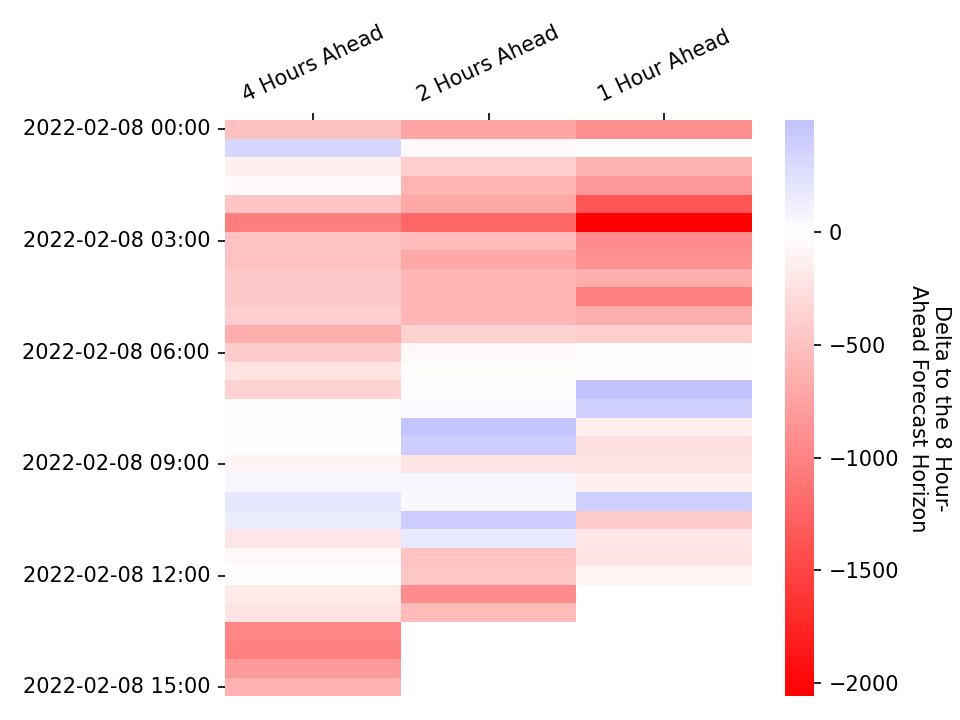 4 Hours Ahead
2 Hours Ahead
1 Hour Ahead
2022-02-08 00:00
2022-02-08 03:00
2022-02-08 06:00
2022-02-08 09:00
2022-02-08 12:00
2022-02-08 15:00
0
−500
−1000
−1500
−2000
Delta to the 8 Hour-
Ahead Forecast Horizon